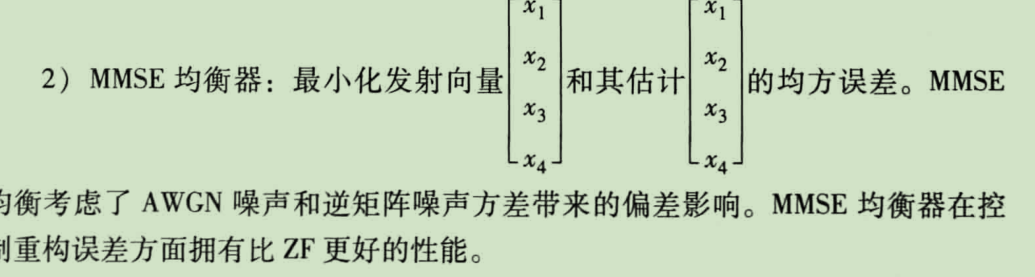 2) MMSE 均衡器：最小化发射向量[x1 x2 x3 x4]和其估计[x1 x2 x3 x4]的均方误差。MMSE
均衡考虑了 AWGN 噪声和逆矩阵噪声方差带来的偏差影响。MMSE 均衡器在控
制重构误差方面拥有比 ZF 更好的性能。